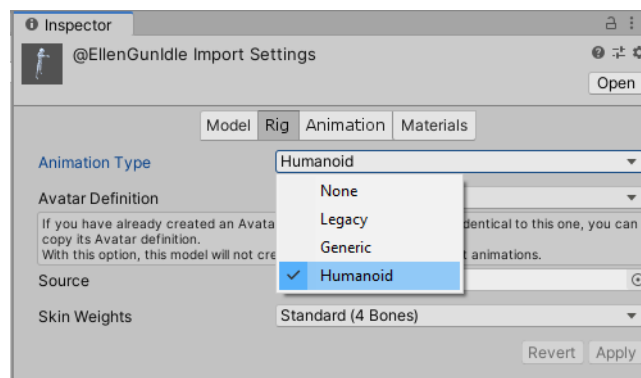 Inspector
@EllenGunIdle Import Settings
Open
Model Rig Animation Materials
Animation Type Humanoid
None
Legacy
Generic
Humanoid
Avatar Definition
If you have already created an Avata dentical to this one, you can
copy its Avatar definition.
With this option, this model will not cre t animations.
Source
Skin Weights Standard (4 Bones)
Revert Apply